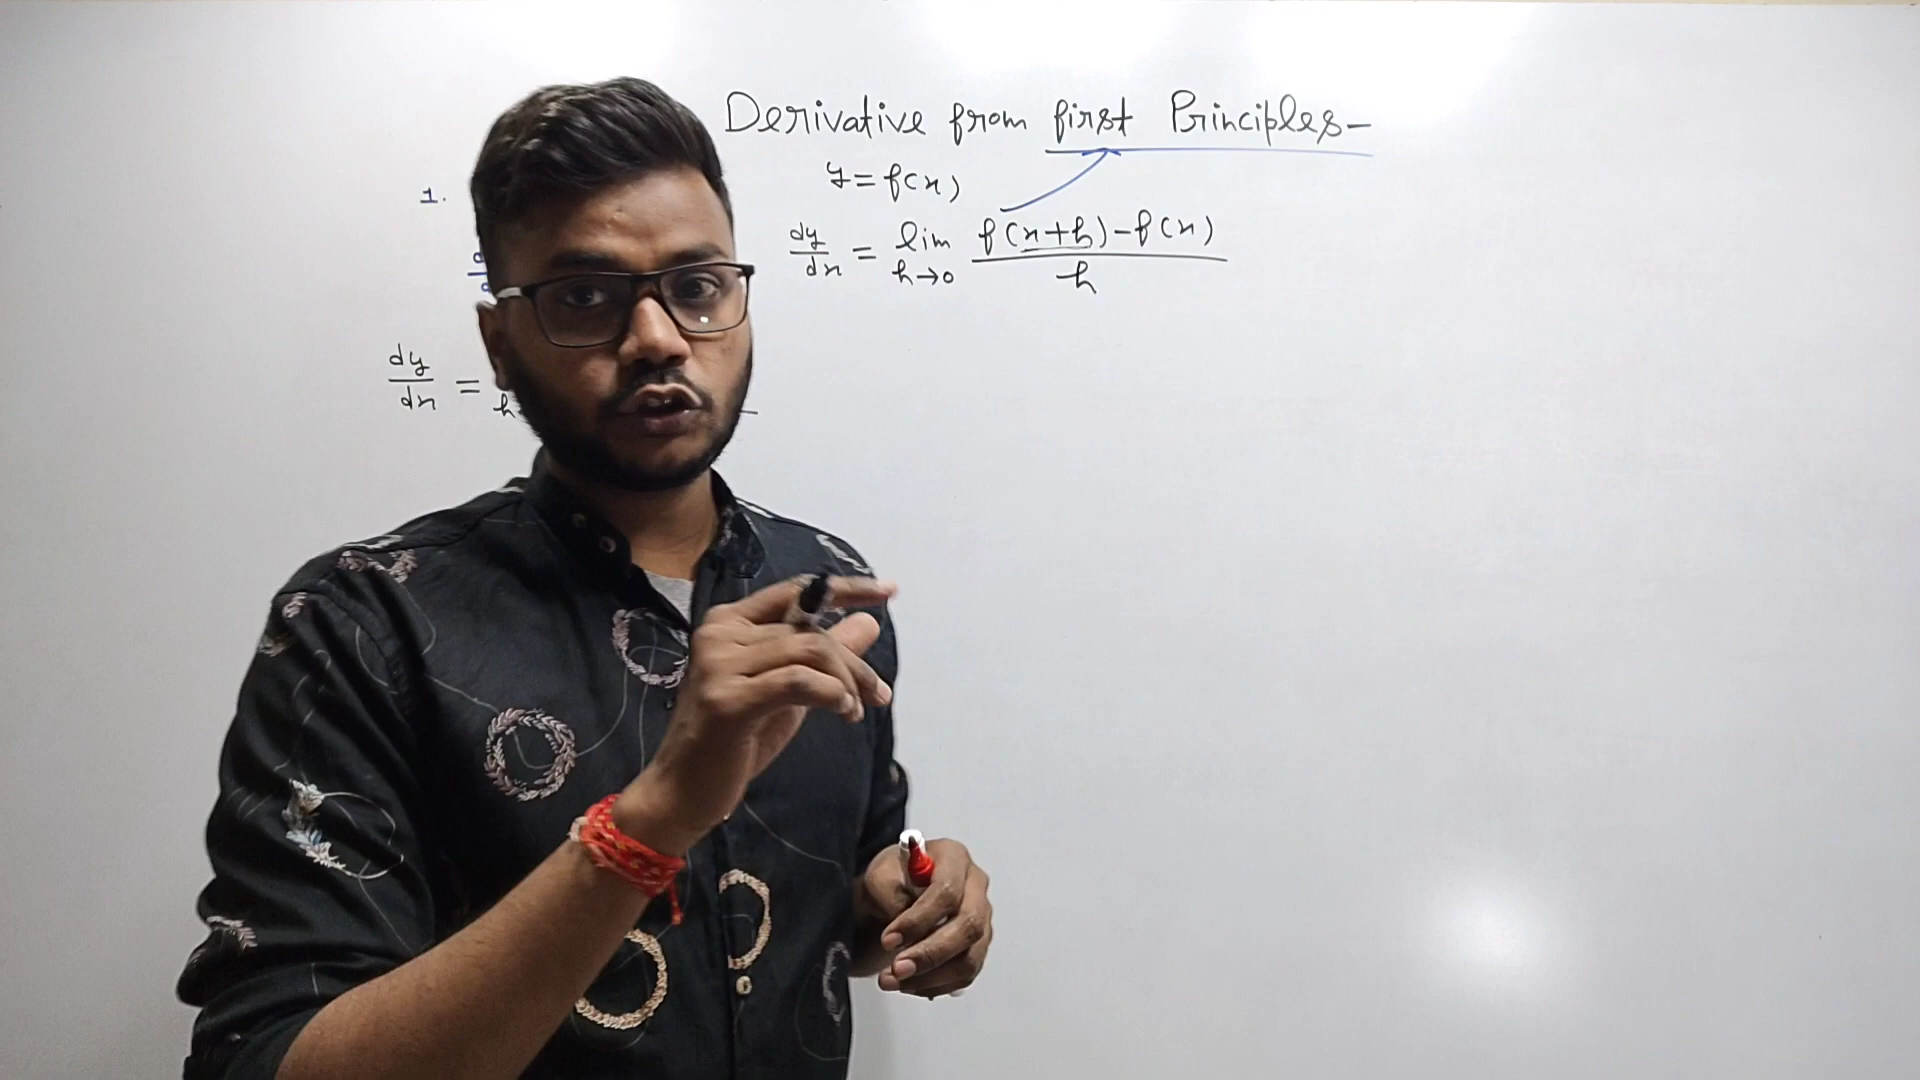 Derivative from first Principles-
y = f(x)
1.
dy/dx = lim h→0 f(x+h)-f(x)/h
dy/dx =
h